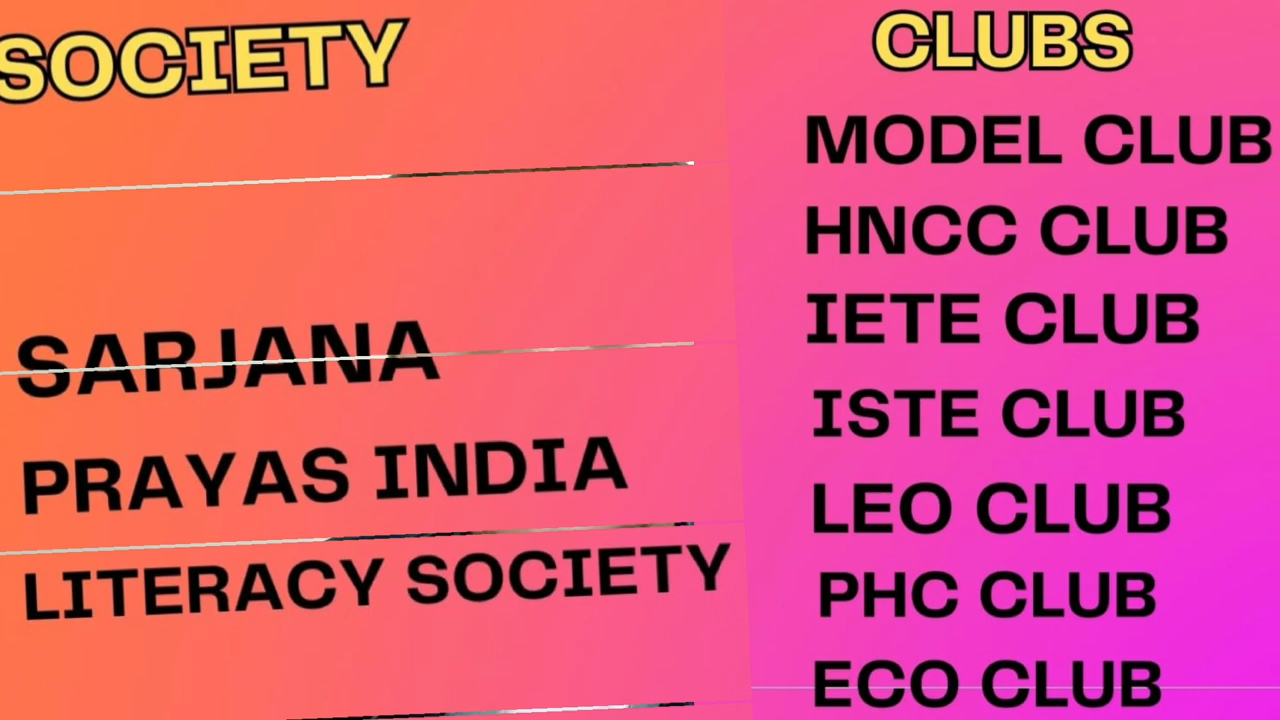 SOCIETY
SARJANA
PRAYAS INDIA
LITERACY SOCIETY
CLUBS
MODEL CLUB
HNCC CLUB
IETE CLUB
ISTE CLUB
LEO CLUB
PHC CLUB
ECO CLUB